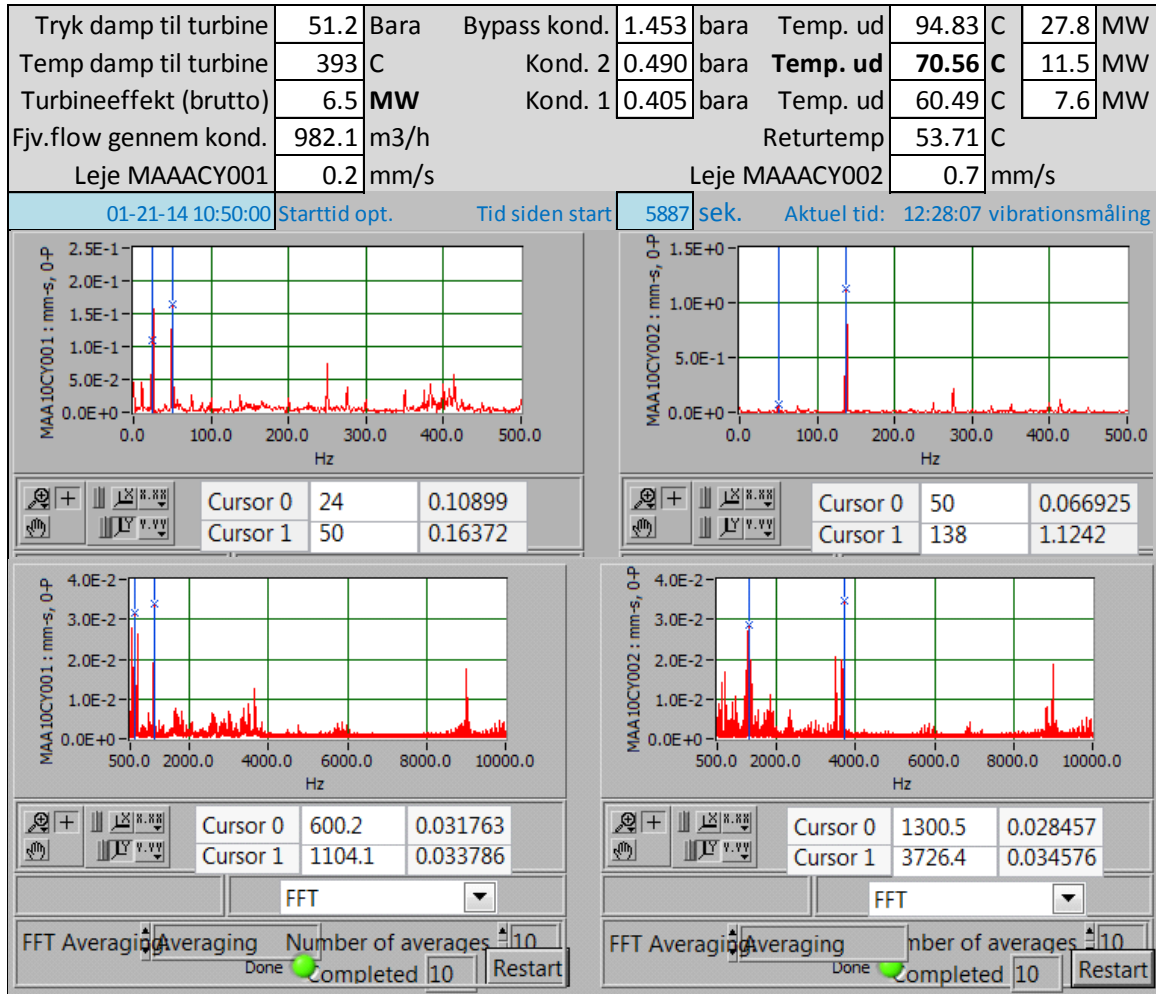 Tryk damp til turbine 51.2 Bara Bypass kond. 1.453 bara Temp. ud 94.83 C 27.8 MW
Temp damp til turbine 393 C Kond. 2 0.490 bara Temp. ud 70.56 C 11.5 MW
Turbineeffekt (brutto) 6.5 MW Kond. 1 0.405 bara Temp. ud 60.49 C 7.6 MW
Fjv.flow gennem kond. 982.1 m3/h Returtemp 53.71 C
Leje MAAACY001 0.2 mm/s Leje MAAACY002 0.7 mm/s
01-21-14 10:50:00 Starttid opt. Tid siden start 5887 sek. Aktuel tid: 12:28:07 vibrationsmåling
MAA10CY001 : mm-s, 0-P
2.5E-1
2.0E-1
1.5E-1
1.0E-1
5.0E-2
0.0E+0
0.0 100.0 200.0 300.0 400.0 500.0
Hz
MAA10CY002 : mm-s, 0-P
1.5E+0
1.0E+0
5.0E-1
0.0E+0
0.0 100.0 200.0 300.0 400.0 500.0
Hz
X X.XX
Y Y.YY
Cursor 0 24 0.10899
Cursor 1 50 0.16372
X X.XX
Y Y.YY
Cursor 0 50 0.066925
Cursor 1 138 1.1242
MAA10CY001 : mm-s, 0-P
4.0E-2
3.0E-2
2.0E-2
1.0E-2
0.0E+0
500.0 2000.0 4000.0 6000.0 8000.0 10000.0
Hz
MAA10CY002 : mm-s, 0-P
4.0E-2
3.0E-2
2.0E-2
1.0E-2
0.0E+0
500.0 2000.0 4000.0 6000.0 8000.0 10000.0
Hz
X X.XX
Y Y.YY
Cursor 0 600.2 0.031763
Cursor 1 1104.1 0.033786
X X.XX
Y Y.YY
Cursor 0 1300.5 0.028457
Cursor 1 3726.4 0.034576
FFT
FFT
FFT Averaging Averaging Number of averages 10
Done Completed 10 Restart
FFT Averaging Averaging mber of averages 10
Done Completed 10 Restart